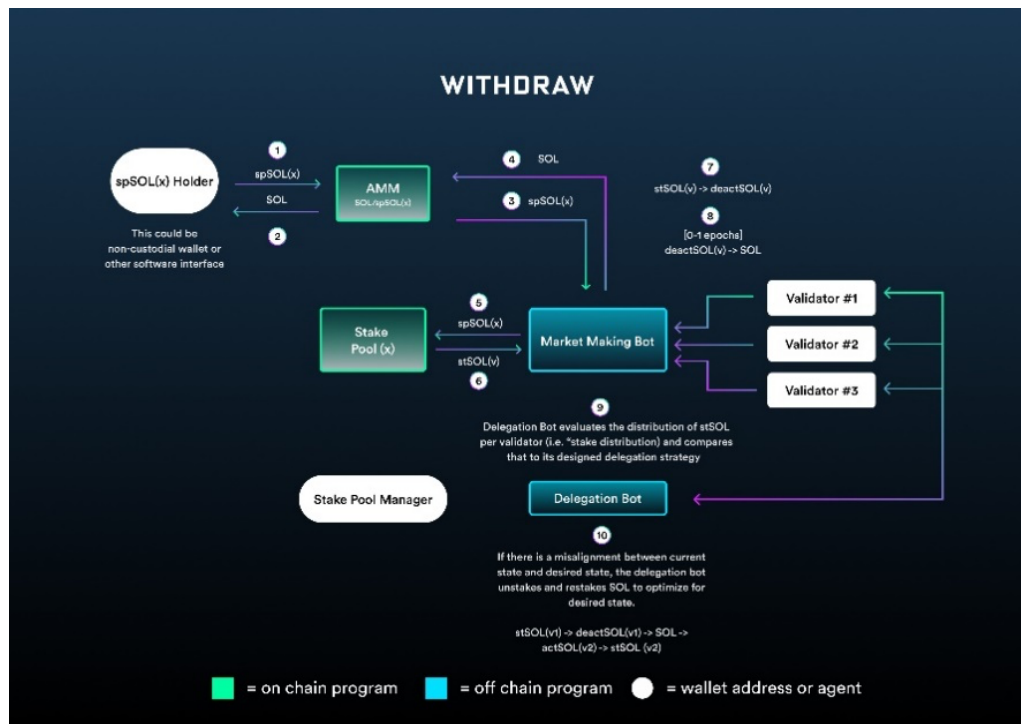 WITHDRAW
1
spSOL(x)
spSOL(x) Holder
SOL
2
This could be
non-custodial wallet or
other software interface
AMM
SOL/spSOL(x)
4
SOL
3
spSOL(x)
7
stSOL(v) -> deactSOL(v)
8
[0-1 epochs]
deactSOL(v) -> SOL
Stake
Pool (x)
5
spSOL(x)
stSOL(v)
6
Market Making Bot
Validator #1
Validator #2
Validator #3
9
Delegation Bot evaluates the distribution of stSOL
per validator (i.e. "stake distribution) and compares
that to its designed delegation strategy
Stake Pool Manager
Delegation Bot
10
If there is a misalignment between current
state and desired state, the delegation bot
unstakes and restakes SOL to optimize for
desired state.
stSOL(v1) -> deactSOL(v1) -> SOL ->
actSOL(v2) -> stSOL (v2)
= on chain program
= off chain program
= wallet address or agent